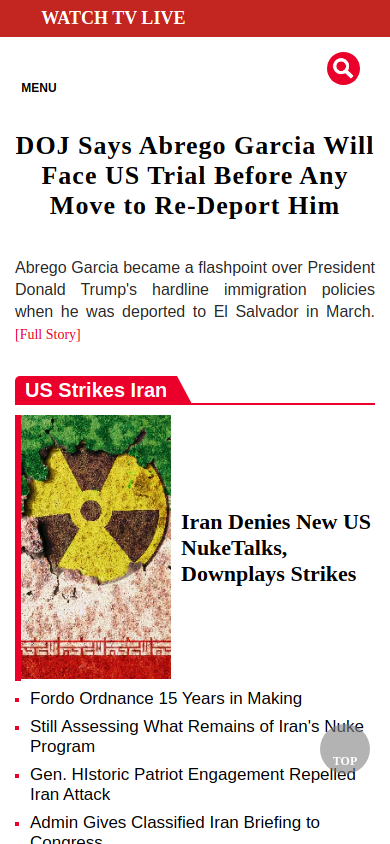 WATCH TV LIVE
MENU
DOJ Says Abrego Garcia Will
Face US Trial Before Any
Move to Re-Deport Him
Abrego Garcia became a flashpoint over President
Donald Trump's hardline immigration policies
when he was deported to El Salvador in March.
[Full Story]
US Strikes Iran
Iran Denies New US
NukeTalks,
Downplays Strikes
Fordo Ordnance 15 Years in Making
Still Assessing What Remains of Iran's Nuke
Program
Gen. HIstoric Patriot Engagement Repelled
Iran Attack
TOP
Admin Gives Classified Iran Briefing to
Congress